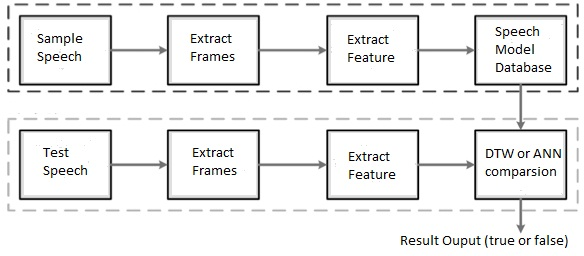 Sample
Speech
Extract
Frames
Extract
Feature
Speech
Model
Database
Test
Speech
Extract
Frames
Extract
Feature
DTW or ANN
comparsion
Result Ouput (true or false)